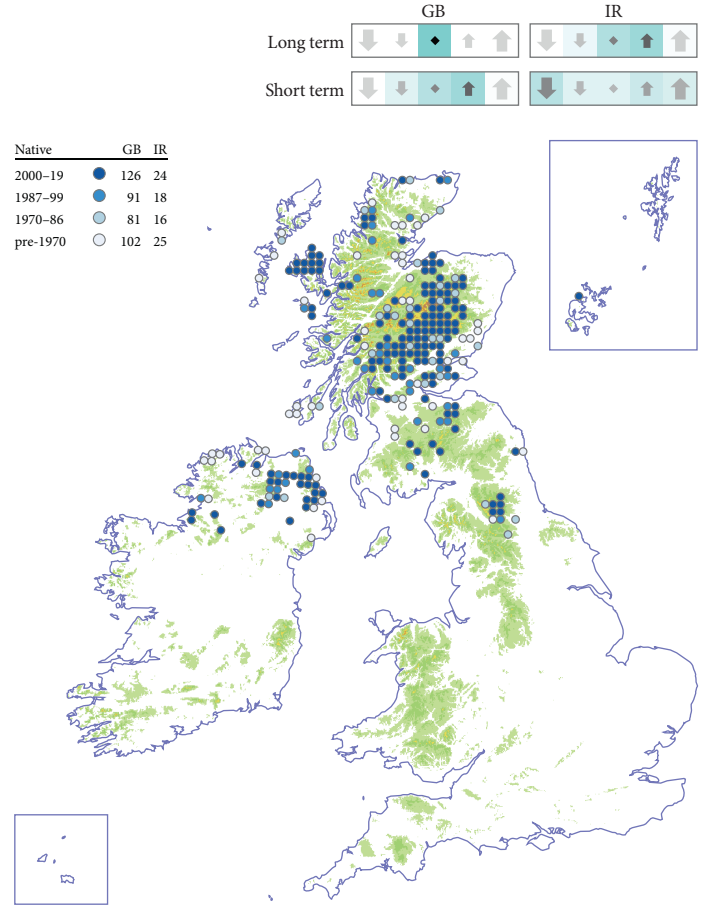 GB IR
Long term
Short term
Native GB IR
2000–19 126 24
1987–99 91 18
1970–86 81 16
pre-1970 102 25